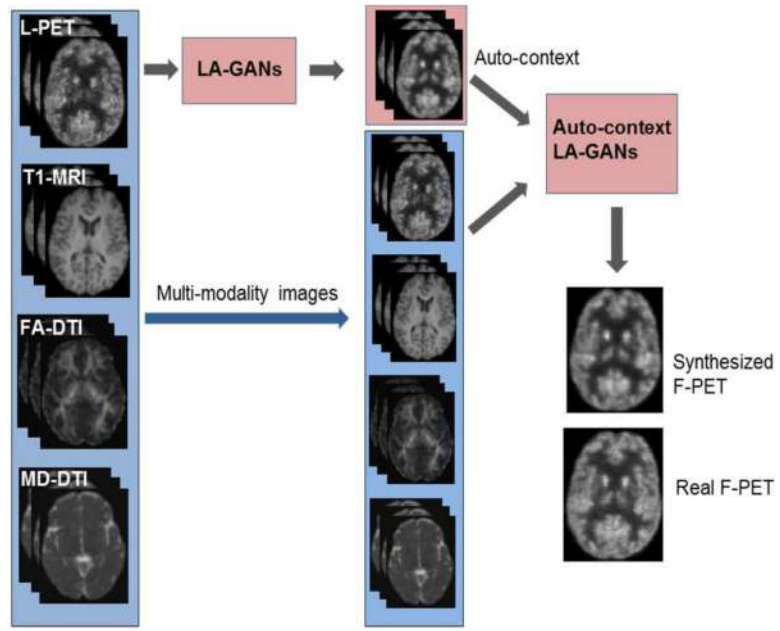 L-PET
LA-GANs
Auto-context
Auto-context
LA-GANs
T1-MRI
Multi-modality images
FA-DTI
Synthesized
F-PET
MD-DTI
Real F-PET